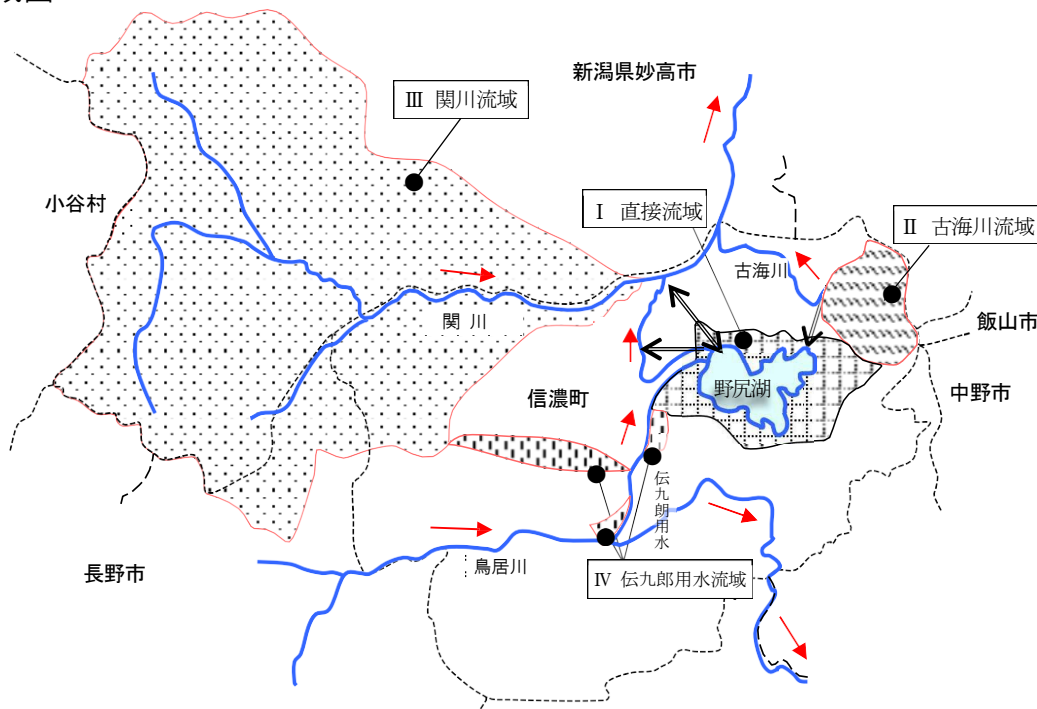 新潟県妙高市
Ⅲ 関川流域
小谷村
Ⅰ 直接流域
Ⅱ 古海川流域
古海川
飯山市
関 川
野尻湖
中野市
信濃町
伝九朗用水
鳥居川
長野市
Ⅳ 伝九郎用水流域